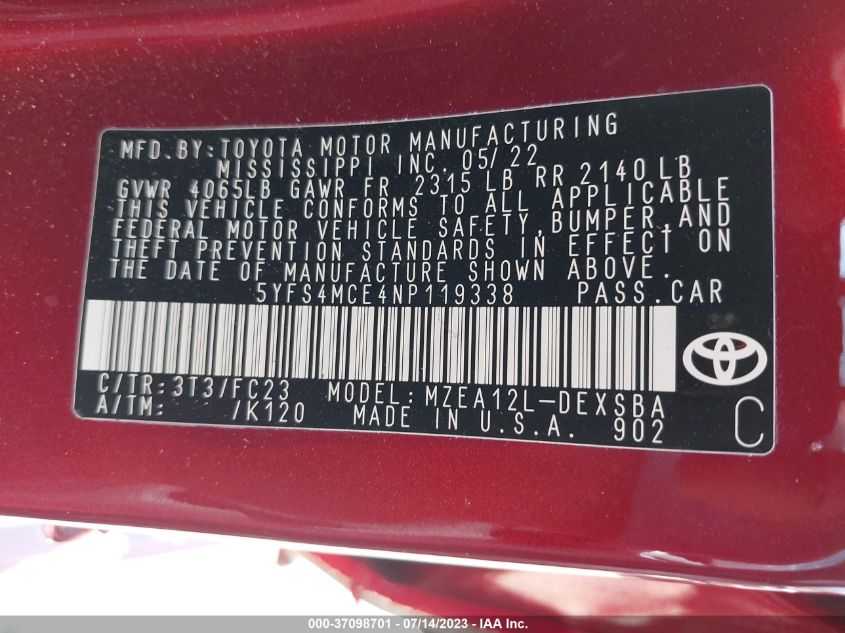 MFD.BY:TOYOTA MOTOR MANUFACTURING
MISSISSIPPI INC. 05/22
GVWR 4065LB GAWR FR 2315 LB RR 2140 LB
THIS VEHICLE CONFORMS TO ALL APPLICABLE
FEDERAL MOTOR VEHICLE SAFETY,BUMPER,AND
THEFT PREVENTION STANDARDS IN EFFECT ON
THE DATE OF MANUFACTURE SHOWN ABOVE.
5YFS4MCE4NP119338 PASS.CAR
C/TR:3T3/FC23 MODEL:MZEA12L-DEXSBA
A/TM: /K120 MADE IN U.S.A. 902
C
000-37098701 - 07/14/2023 - IAA Inc.